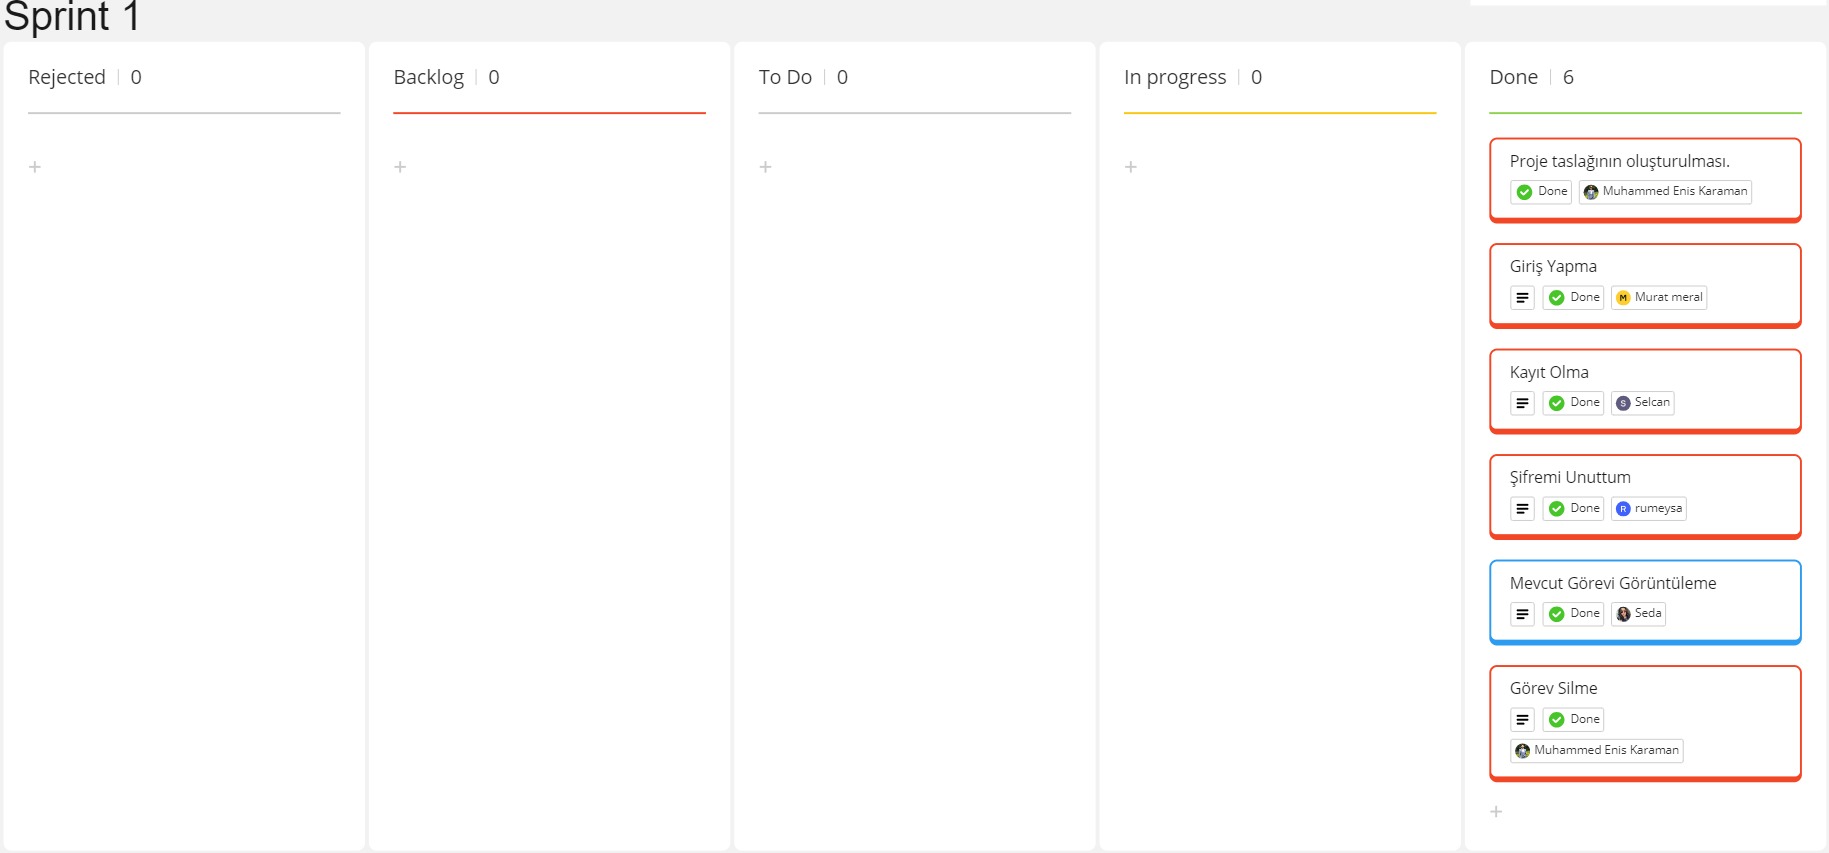 Sprint 1
Rejected | 0
Backlog | 0
To Do | 0
In progress | 0
Done | 6
Proje taslağının oluşturulması.
Done Muhammed Enis Karaman
Giriş Yapma
Done M Murat meral
Kayıt Olma
Done S Selcan
Şifremi Unuttum
Done R rumeysa
Mevcut Görevi Görüntüleme
Done Seda
Görev Silme
Done
Muhammed Enis Karaman